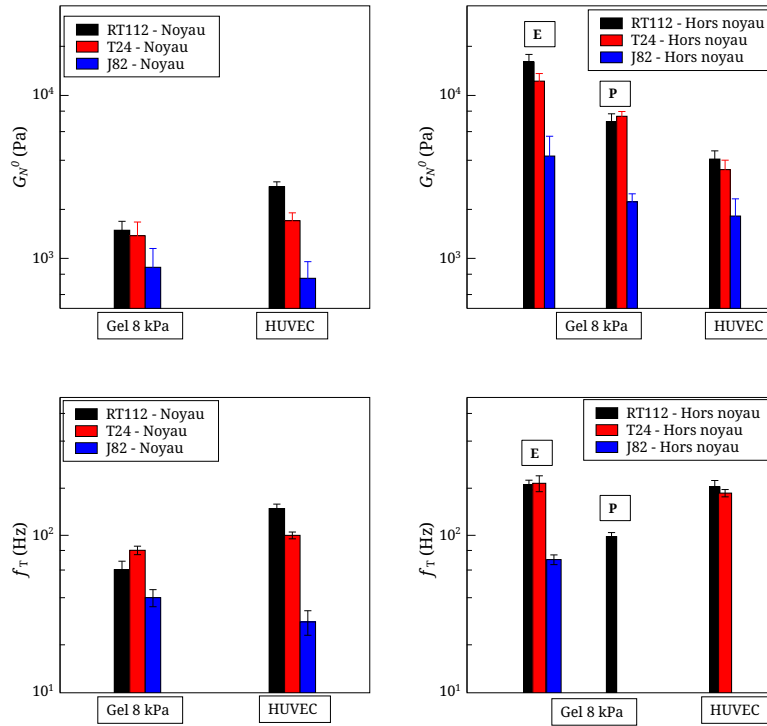 RT112 - Noyau
T24 - Noyau
J82 - Noyau
10⁴
10³
G_N⁰ (Pa)
Gel 8 kPa
HUVEC
RT112 - Hors noyau
T24 - Hors noyau
J82 - Hors noyau
E
P
10⁴
10³
G_N⁰ (Pa)
Gel 8 kPa
HUVEC
RT112 - Noyau
T24 - Noyau
J82 - Noyau
10²
10¹
f_T (Hz)
Gel 8 kPa
HUVEC
RT112 - Hors noyau
T24 - Hors noyau
J82 - Hors noyau
E
P
10²
10¹
f_T (Hz)
Gel 8 kPa
HUVEC